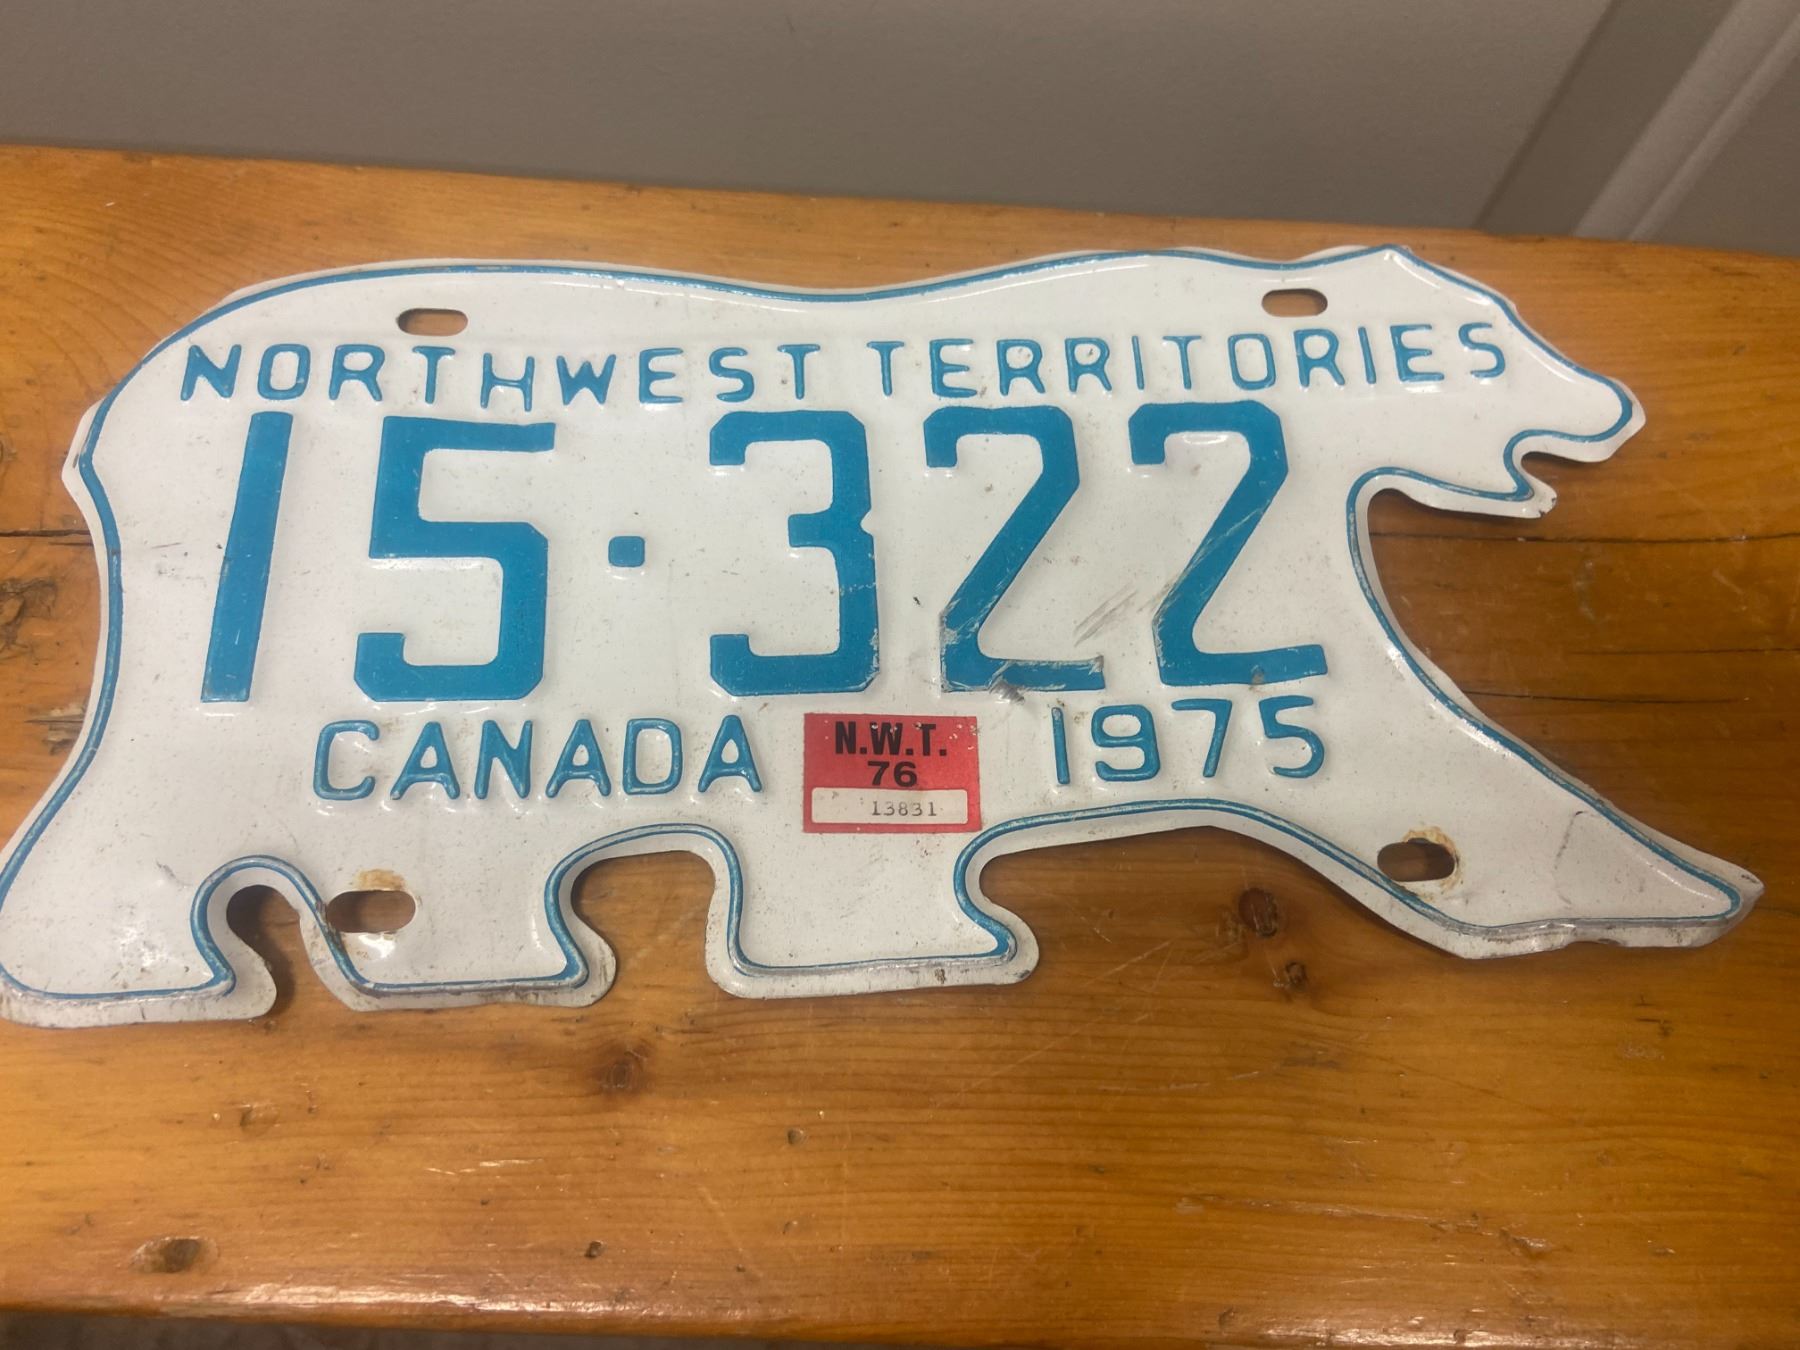 NORTHWEST TERRITORIES
15·322
CANADA
N.W.T.
76
13831
1975